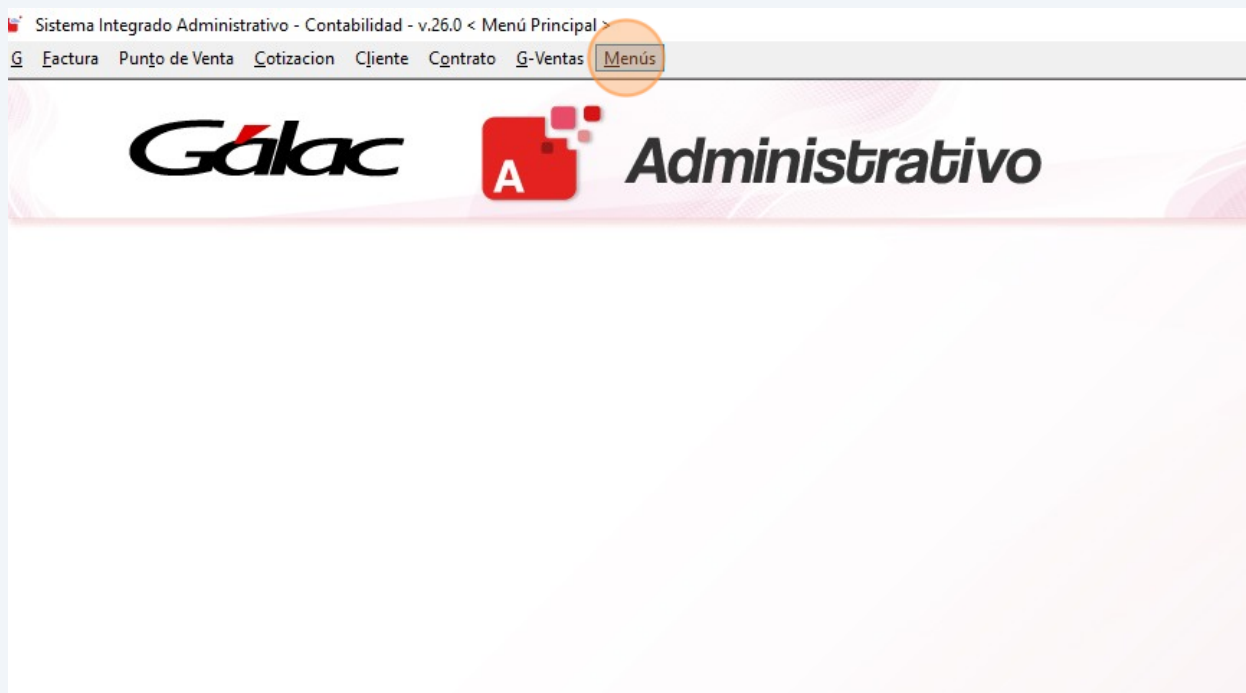 Sistema Integrado Administrativo - Contabilidad - v.26.0 < Menú Principal >
G Factura Punto de Venta Cotizacion Cliente Contrato G-Ventas Menús
Gálac A Administrativo